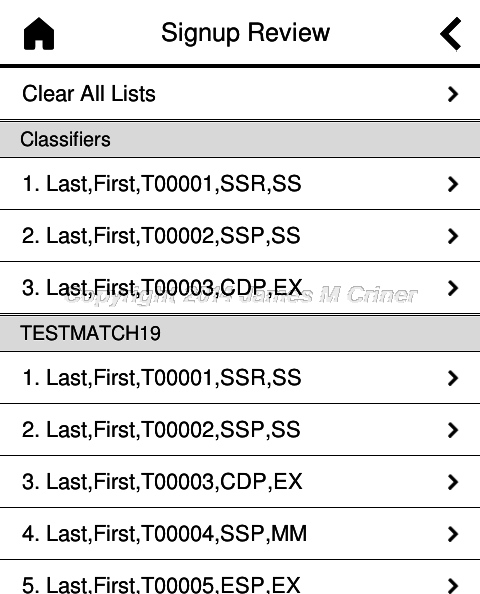 Signup Review
Clear All Lists
Classifiers
1. Last,First,T00001,SSR,SS
2. Last,First,T00002,SSP,SS
3. Last,First,T00003,CDP,EX
Copyright James M Criner
TESTMATCH19
1. Last,First,T00001,SSR,SS
2. Last,First,T00002,SSP,SS
3. Last,First,T00003,CDP,EX
4. Last,First,T00004,SSP,MM
5. Last,First,T00005,ESP,EX